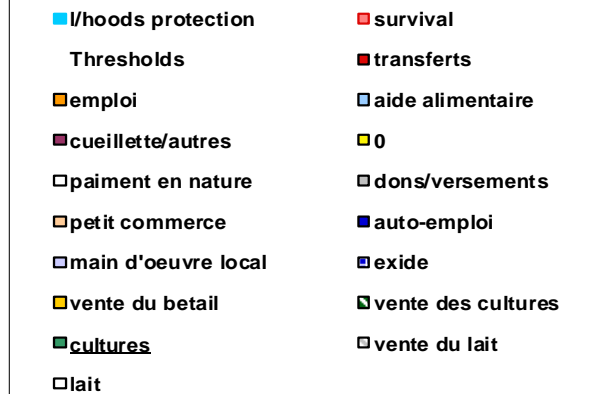 l/hoods protection
survival
Thresholds
transferts
emploi
aide alimentaire
cueillette/autres
0
paiment en nature
dons/versements
petit commerce
auto-emploi
main d'oeuvre local
exide
vente du betail
vente des cultures
cultures
vente du lait
lait